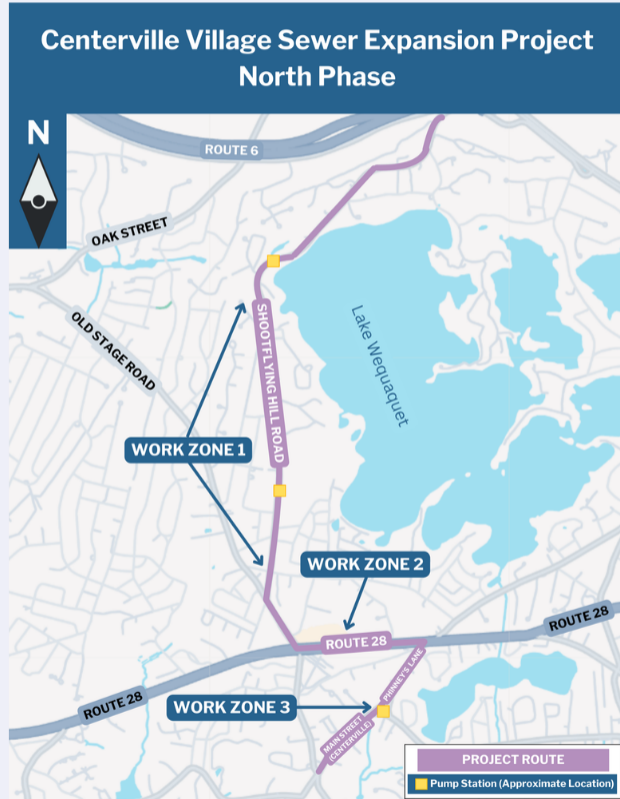 Centerville Village Sewer Expansion Project
North Phase
N
ROUTE 6
OAK STREET
OLD STAGE ROAD
SHOOTFLYING HILL ROAD
Lake Wequaquet
WORK ZONE 1
WORK ZONE 2
ROUTE 28
ROUTE 28
ROUTE 28
PHINNEY'S LANE
WORK ZONE 3
MAIN STREET
(CENTERVILLE)
PROJECT ROUTE
Pump Station (Approximate Location)